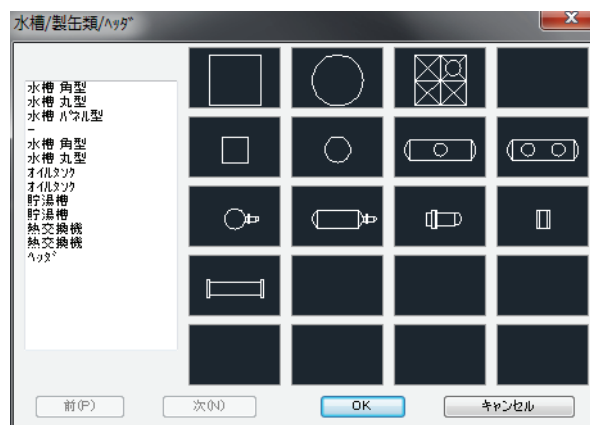 水槽/製缶類/ﾍｯﾀﾞ
水槽 角型
水槽 丸型
水槽 ﾊﾟﾈﾙ型
-
水槽 角型
水槽 丸型
ｵｲﾙﾀﾝｸ
ｵｲﾙﾀﾝｸ
貯湯槽
貯湯槽
熱交換機
熱交換機
ﾍｯﾀﾞ
前(P)
次(N)
OK
ｷｬﾝｾﾙ